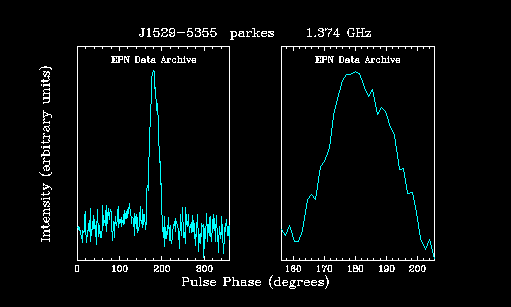 J1529-5355 parkes 1.374 GHz
EPN Data Archive EPN Data Archive
Intensity (arbitrary units)
0 100 200 300 160 170 180 190 200
Pulse Phase (degrees)